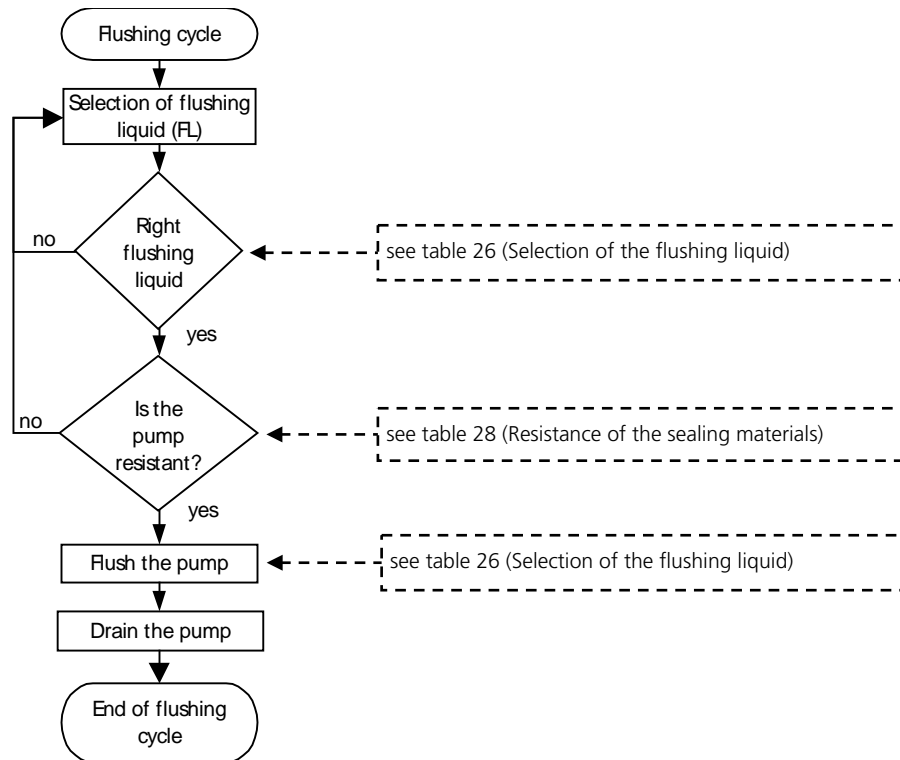 Flushing cycle
Selection of flushing
liquid (FL)
Right
flushing
liquid
no
see table 26 (Selection of the flushing liquid)
yes
Is the
pump
resistant?
no
see table 28 (Resistance of the sealing materials)
yes
Flush the pump
see table 26 (Selection of the flushing liquid)
Drain the pump
End of flushing
cycle